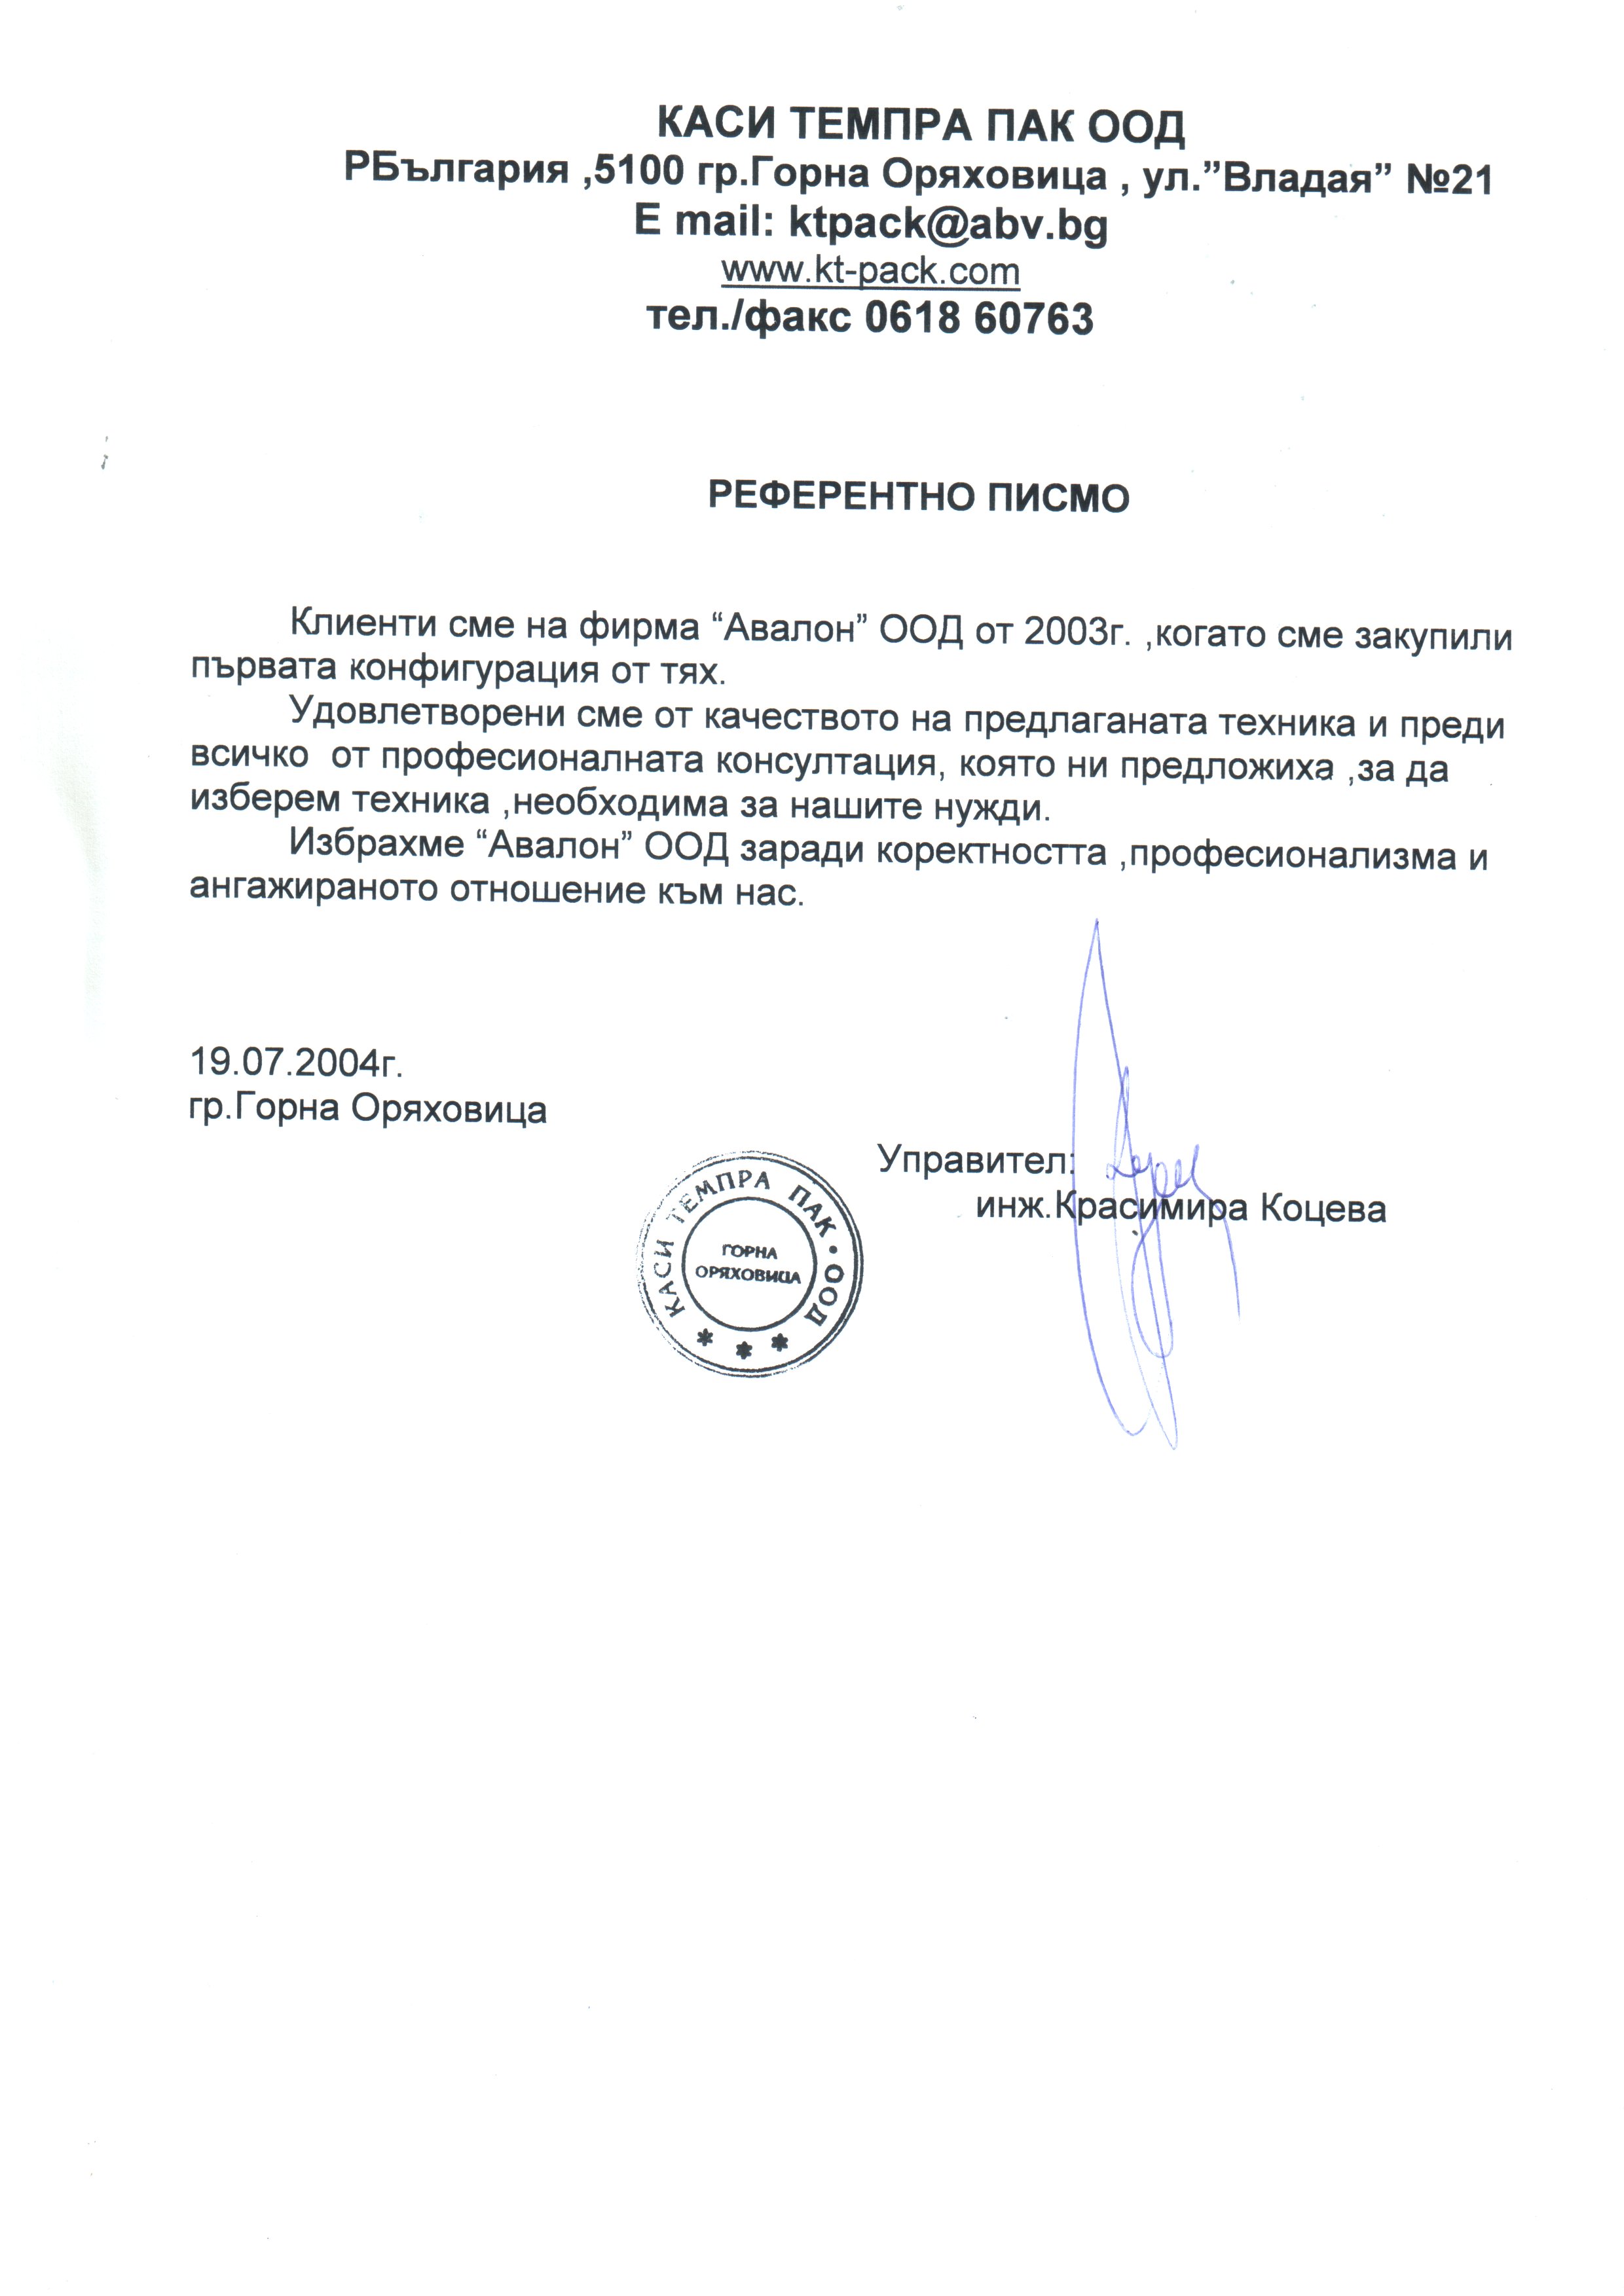 КАСИ ТЕМПРА ПАК ООД
РБългария ,5100 гр.Горна Оряховица , ул.”Владая” №21
E mail: ktpack@abv.bg
www.kt-pack.com
тел./факс 0618 60763
РЕФЕРЕНТНО ПИСМО
Клиенти сме на фирма “Авалон” ООД от 2003г. ,когато сме закупили
първата конфигурация от тях.
Удовлетворени сме от качеството на предлаганата техника и преди
всичко  от професионалната консултация, която ни предложиха ,за да
изберем техника ,необходима за нашите нужди.
Избрахме “Авалон” ООД заради коректността ,професионализма и
ангажираното отношение към нас.
19.07.2004г.
гр.Горна Оряховица
Управител:
инж.Красимира Коцева
КАСИ ТЕМПРА ПАК • ООД
ГОРНА
ОРЯХОВИЦА